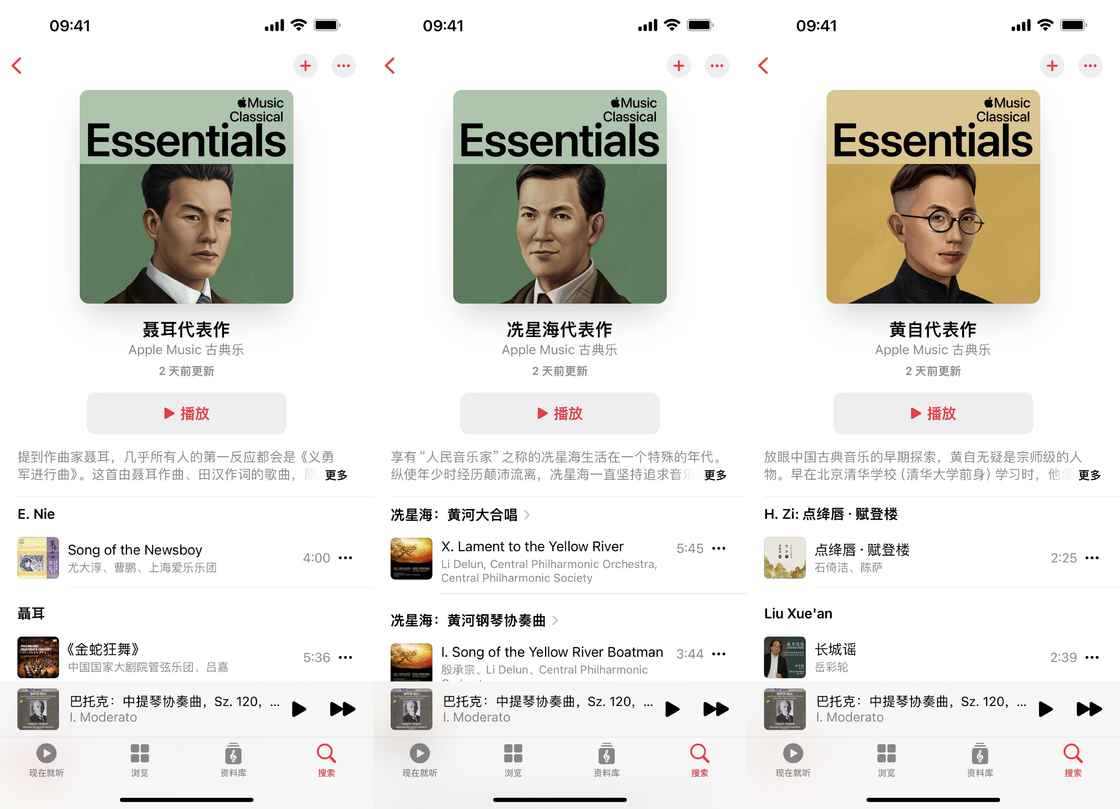 09:41
Music
Classical
Essentials
聂耳代表作
Apple Music 古典乐
2 天前更新
播放
提到作曲家聂耳，几乎所有人的第一反应都会是《义勇
军进行曲》。这首由聂耳作曲、田汉作词的歌曲， 更多
E. Nie
Song of the Newsboy
4:00
尤大淳、曹鹏、上海爱乐乐团
聶耳
《金蛇狂舞》
5:36
中国国家大剧院管弦乐团、吕嘉
巴托克：中提琴协奏曲，Sz. 120, ...
I. Moderato
现在就听
浏览
资料库
搜索
09:41
Music
Classical
Essentials
冼星海代表作
Apple Music 古典乐
2 天前更新
播放
享有“人民音乐家”之称的冼星海生活在一个特殊的年代。
纵使年少时经历颠沛流离，冼星海一直坚持追求音乐 更多
冼星海：黄河大合唱
X. Lament to the Yellow River
5:45
Li Delun, Central Philharmonic Orchestra,
Central Philharmonic Society
冼星海：黄河钢琴协奏曲
I. Song of the Yellow River Boatman
3:44
殷承宗、Li Delun、Central Philharmonic
巴托克：中提琴协奏曲，Sz. 120, ...
I. Moderato
现在就听
浏览
资料库
搜索
09:41
Music
Classical
Essentials
黄自代表作
Apple Music 古典乐
2 天前更新
播放
放眼中国古典音乐的早期探索，黄自无疑是宗师级的人
物。早在北京清华学校（清华大学前身）学习时，他 更多
H. Zi: 点绛唇 · 赋登楼
点绛唇 · 赋登楼
2:25
石倚洁、陈萨
Liu Xue'an
长城谣
2:39
岳彩轮
巴托克：中提琴协奏曲，Sz. 120, ...
I. Moderato
现在就听
浏览
资料库
搜索